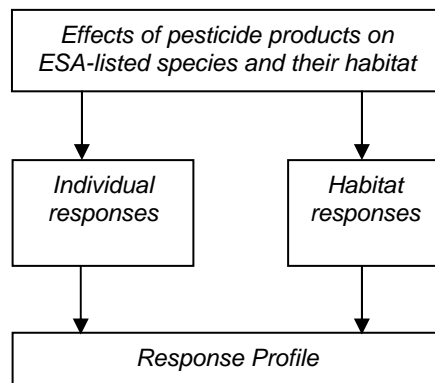 Effects of pesticide products on
ESA-listed species and their habitat
Individual
responses
Habitat
responses
Response Profile